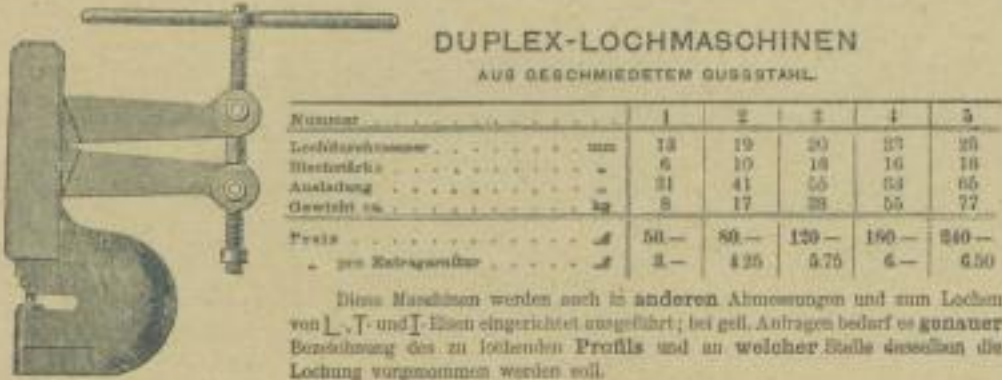 DUPLEX-LOCHMASCHINEN
AUS GESCHMIEDETEM GUSSSTAHL.
Nummer 1 2 3 4 5
Lochdurchmesser mm 13 19 20 23 25
Blechstärke „ 6 10 16 16 18
Ausladung „ 31 41 55 65
Gewicht ca. kg 8 17 28 55 77
Preis ℳ 50.— 80.— 120— 180— 240—
„ pro Extragarnitur ℳ 3.— 4 25 5.75 6.— 6.50
Diese Maschinen werden auch in anderen Abmessungen und zum Lochen
von L-, T- und I- Eisen eingerichtet ausgeführt; bei gefl. Anfragen bedarf es genauer
Bezeichnung des zu lochenden Profils und an welcher Stelle desselben die
Lochung vorgenommen werden soll.